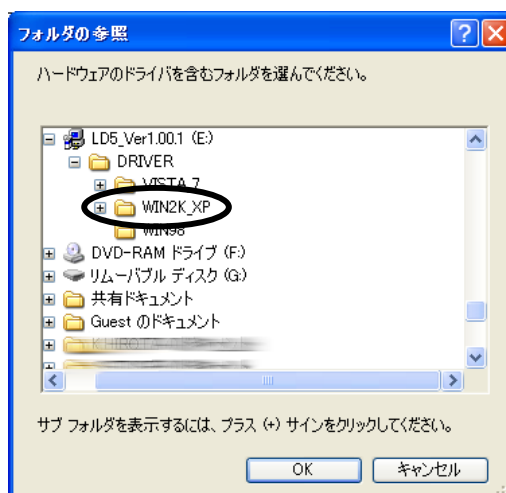 フォルダの参照
ハードウェアのドライバを含むフォルダを選んでください。
LD5_Ver1.00.1 (E:)
DRIVER
VISTA_7
WIN2K_XP
WIN98
DVD-RAM ドライブ (F:)
リムーバブル ディスク (G:)
共有ドキュメント
Guest のドキュメント
サブ フォルダを表示するには、プラス (+) サインをクリックしてください。
OK
キャンセル